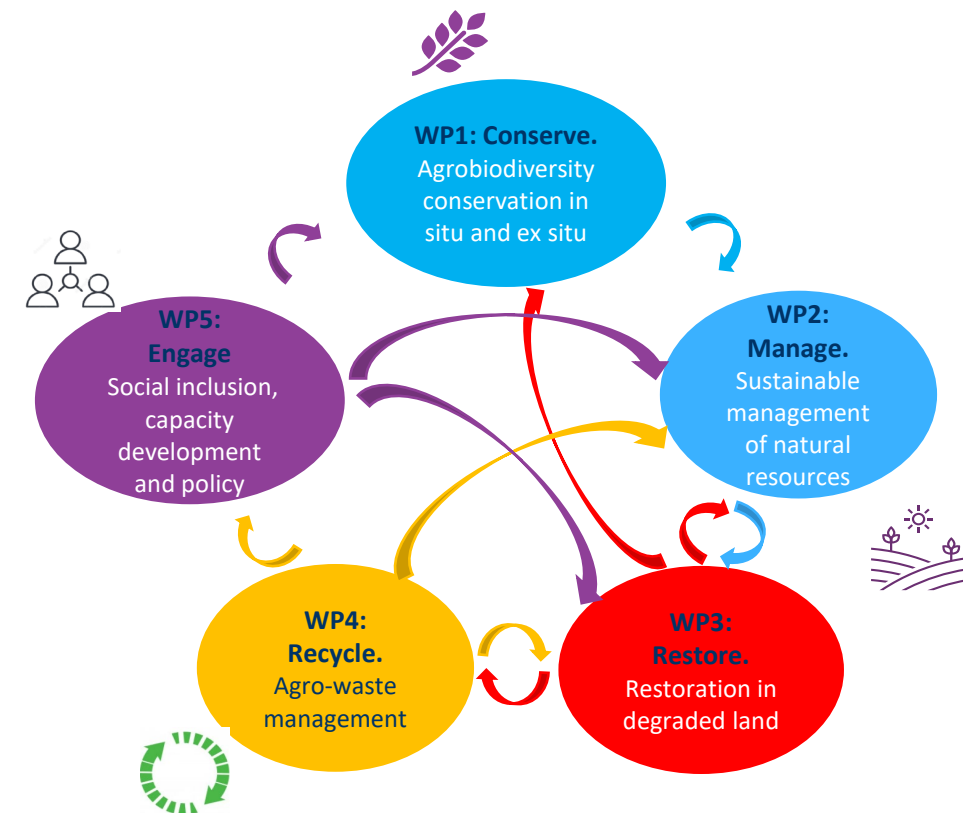 WP1: Conserve.
Agrobiodiversity
conservation in
situ and ex situ
WP5:
Engage
Social inclusion,
capacity
development
and policy
WP2:
Manage.
Sustainable
management
of natural
resources
WP4:
Recycle.
Agro-waste
management
WP3:
Restore.
Restoration in
degraded land